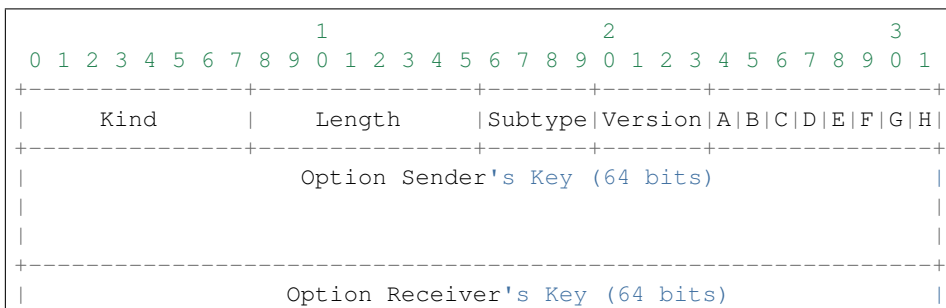 1                   2                   3
 0 1 2 3 4 5 6 7 8 9 0 1 2 3 4 5 6 7 8 9 0 1 2 3 4 5 6 7 8 9 0 1
+---------------+---------------+-------+-------+---------------+
|     Kind      |    Length     |Subtype|Version|A|B|C|D|E|F|G|H|
+---------------+---------------+-------+-------+---------------+
|                   Option Sender's Key (64 bits)               |
|                                                               |
|                                                               |
+---------------------------------------------------------------+
|                  Option Receiver's Key (64 bits)              |